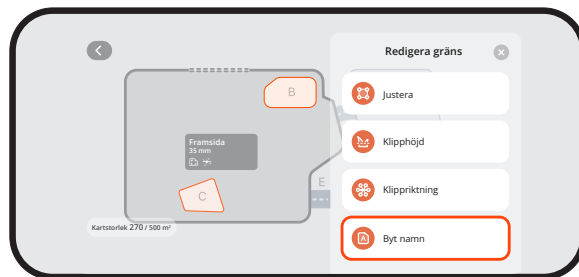 Redigera gräns
B
Justera
Framsida
35 mm
Klipphöjd
E
C
Klippriktning
Kartstorlek 270 / 500 m²
A
Byt namn